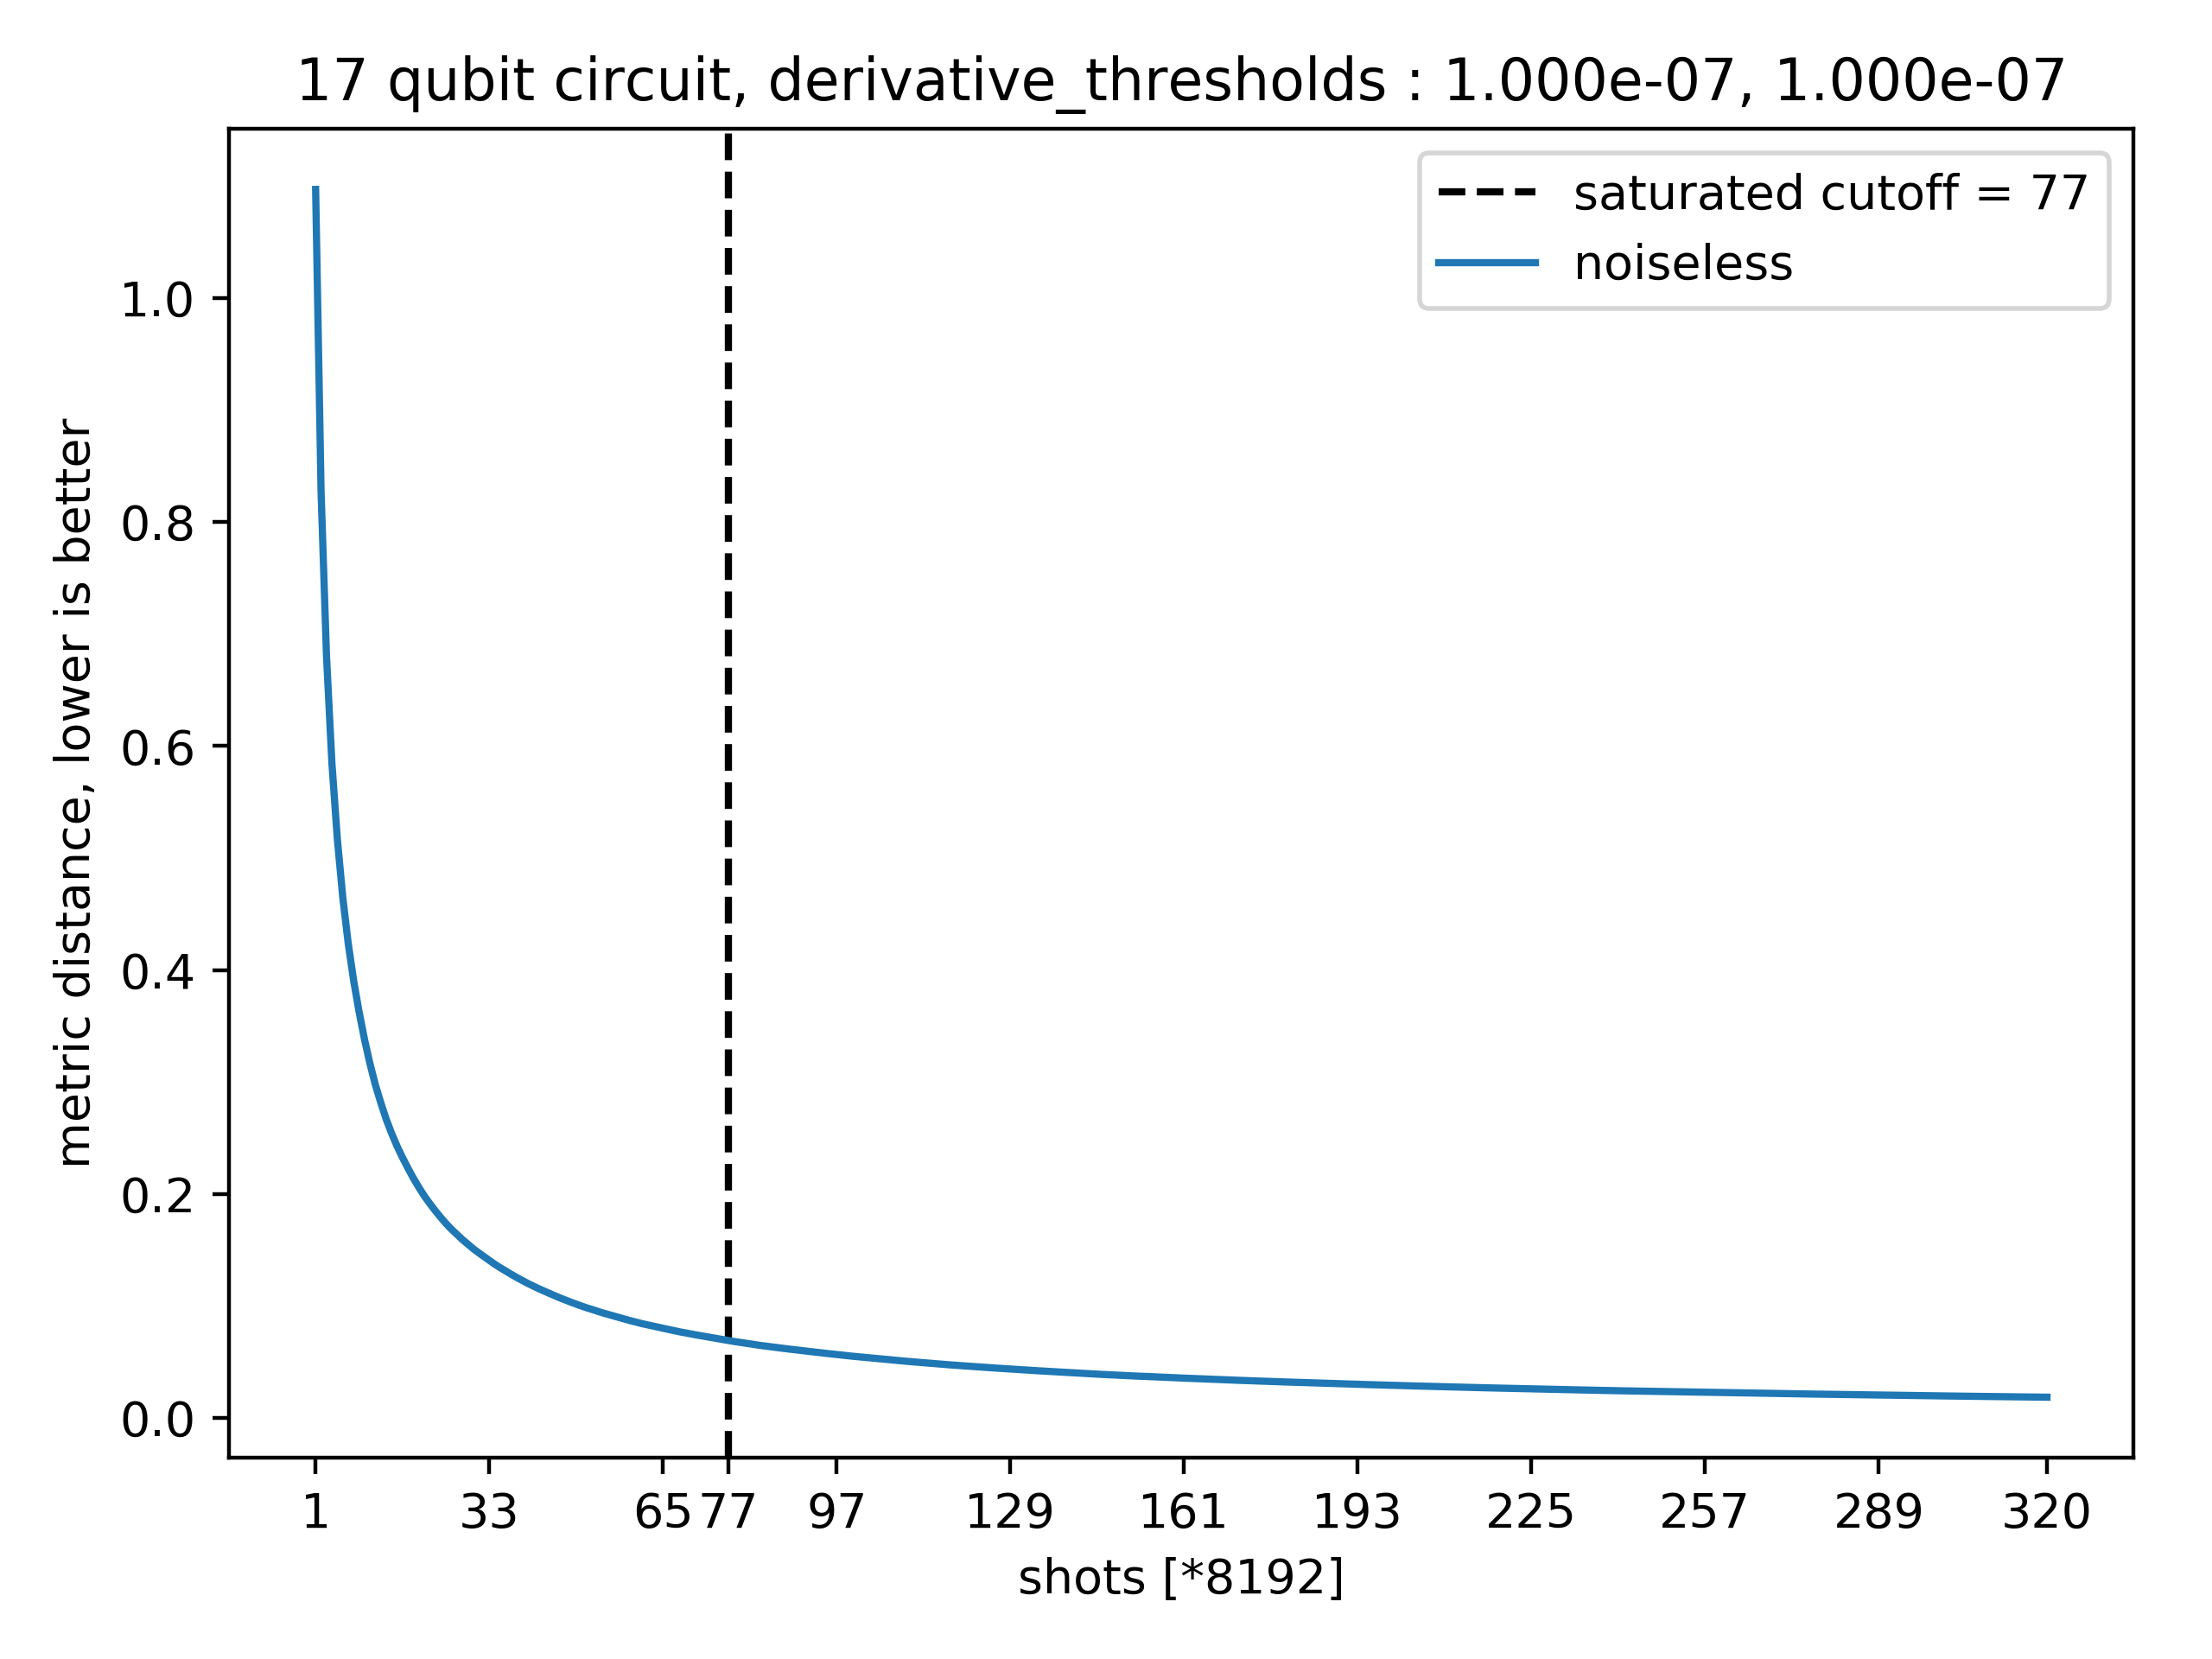 17 qubit circuit, derivative_thresholds : 1.000e-07, 1.000e-07
saturated cutoff = 77
noiseless
metric distance, lower is better
1.0
0.8
0.6
0.4
0.2
0.0
1 33 65 77 97 129 161 193 225 257 289 320
shots [*8192]